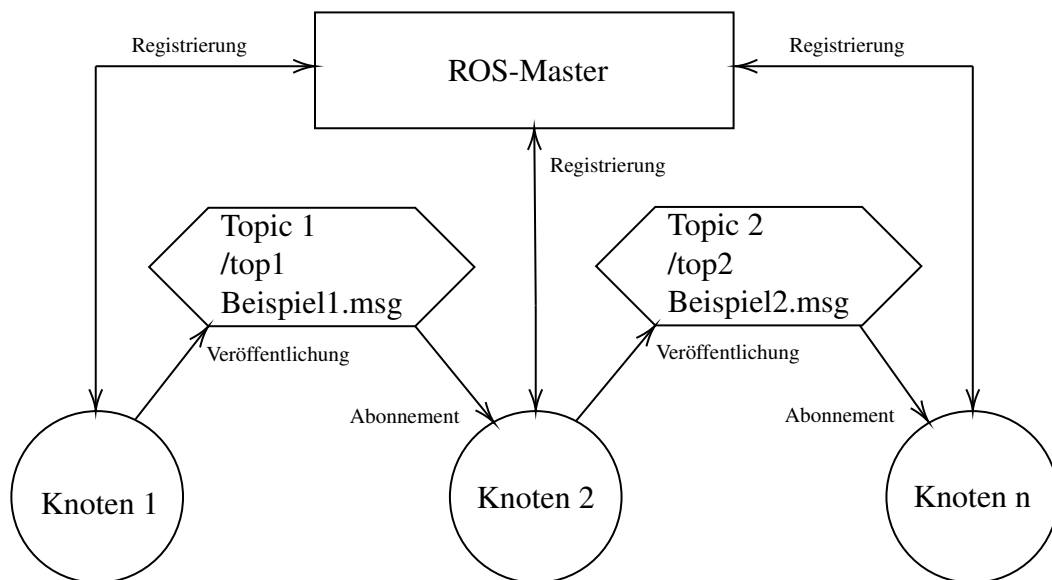 Registrierung
Registrierung
ROS-Master
Registrierung
Topic 1
/top1
Beispiel1.msg
Topic 2
/top2
Beispiel2.msg
Veröffentlichung
Veröffentlichung
Abonnement
Abonnement
Knoten 1
Knoten 2
Knoten n